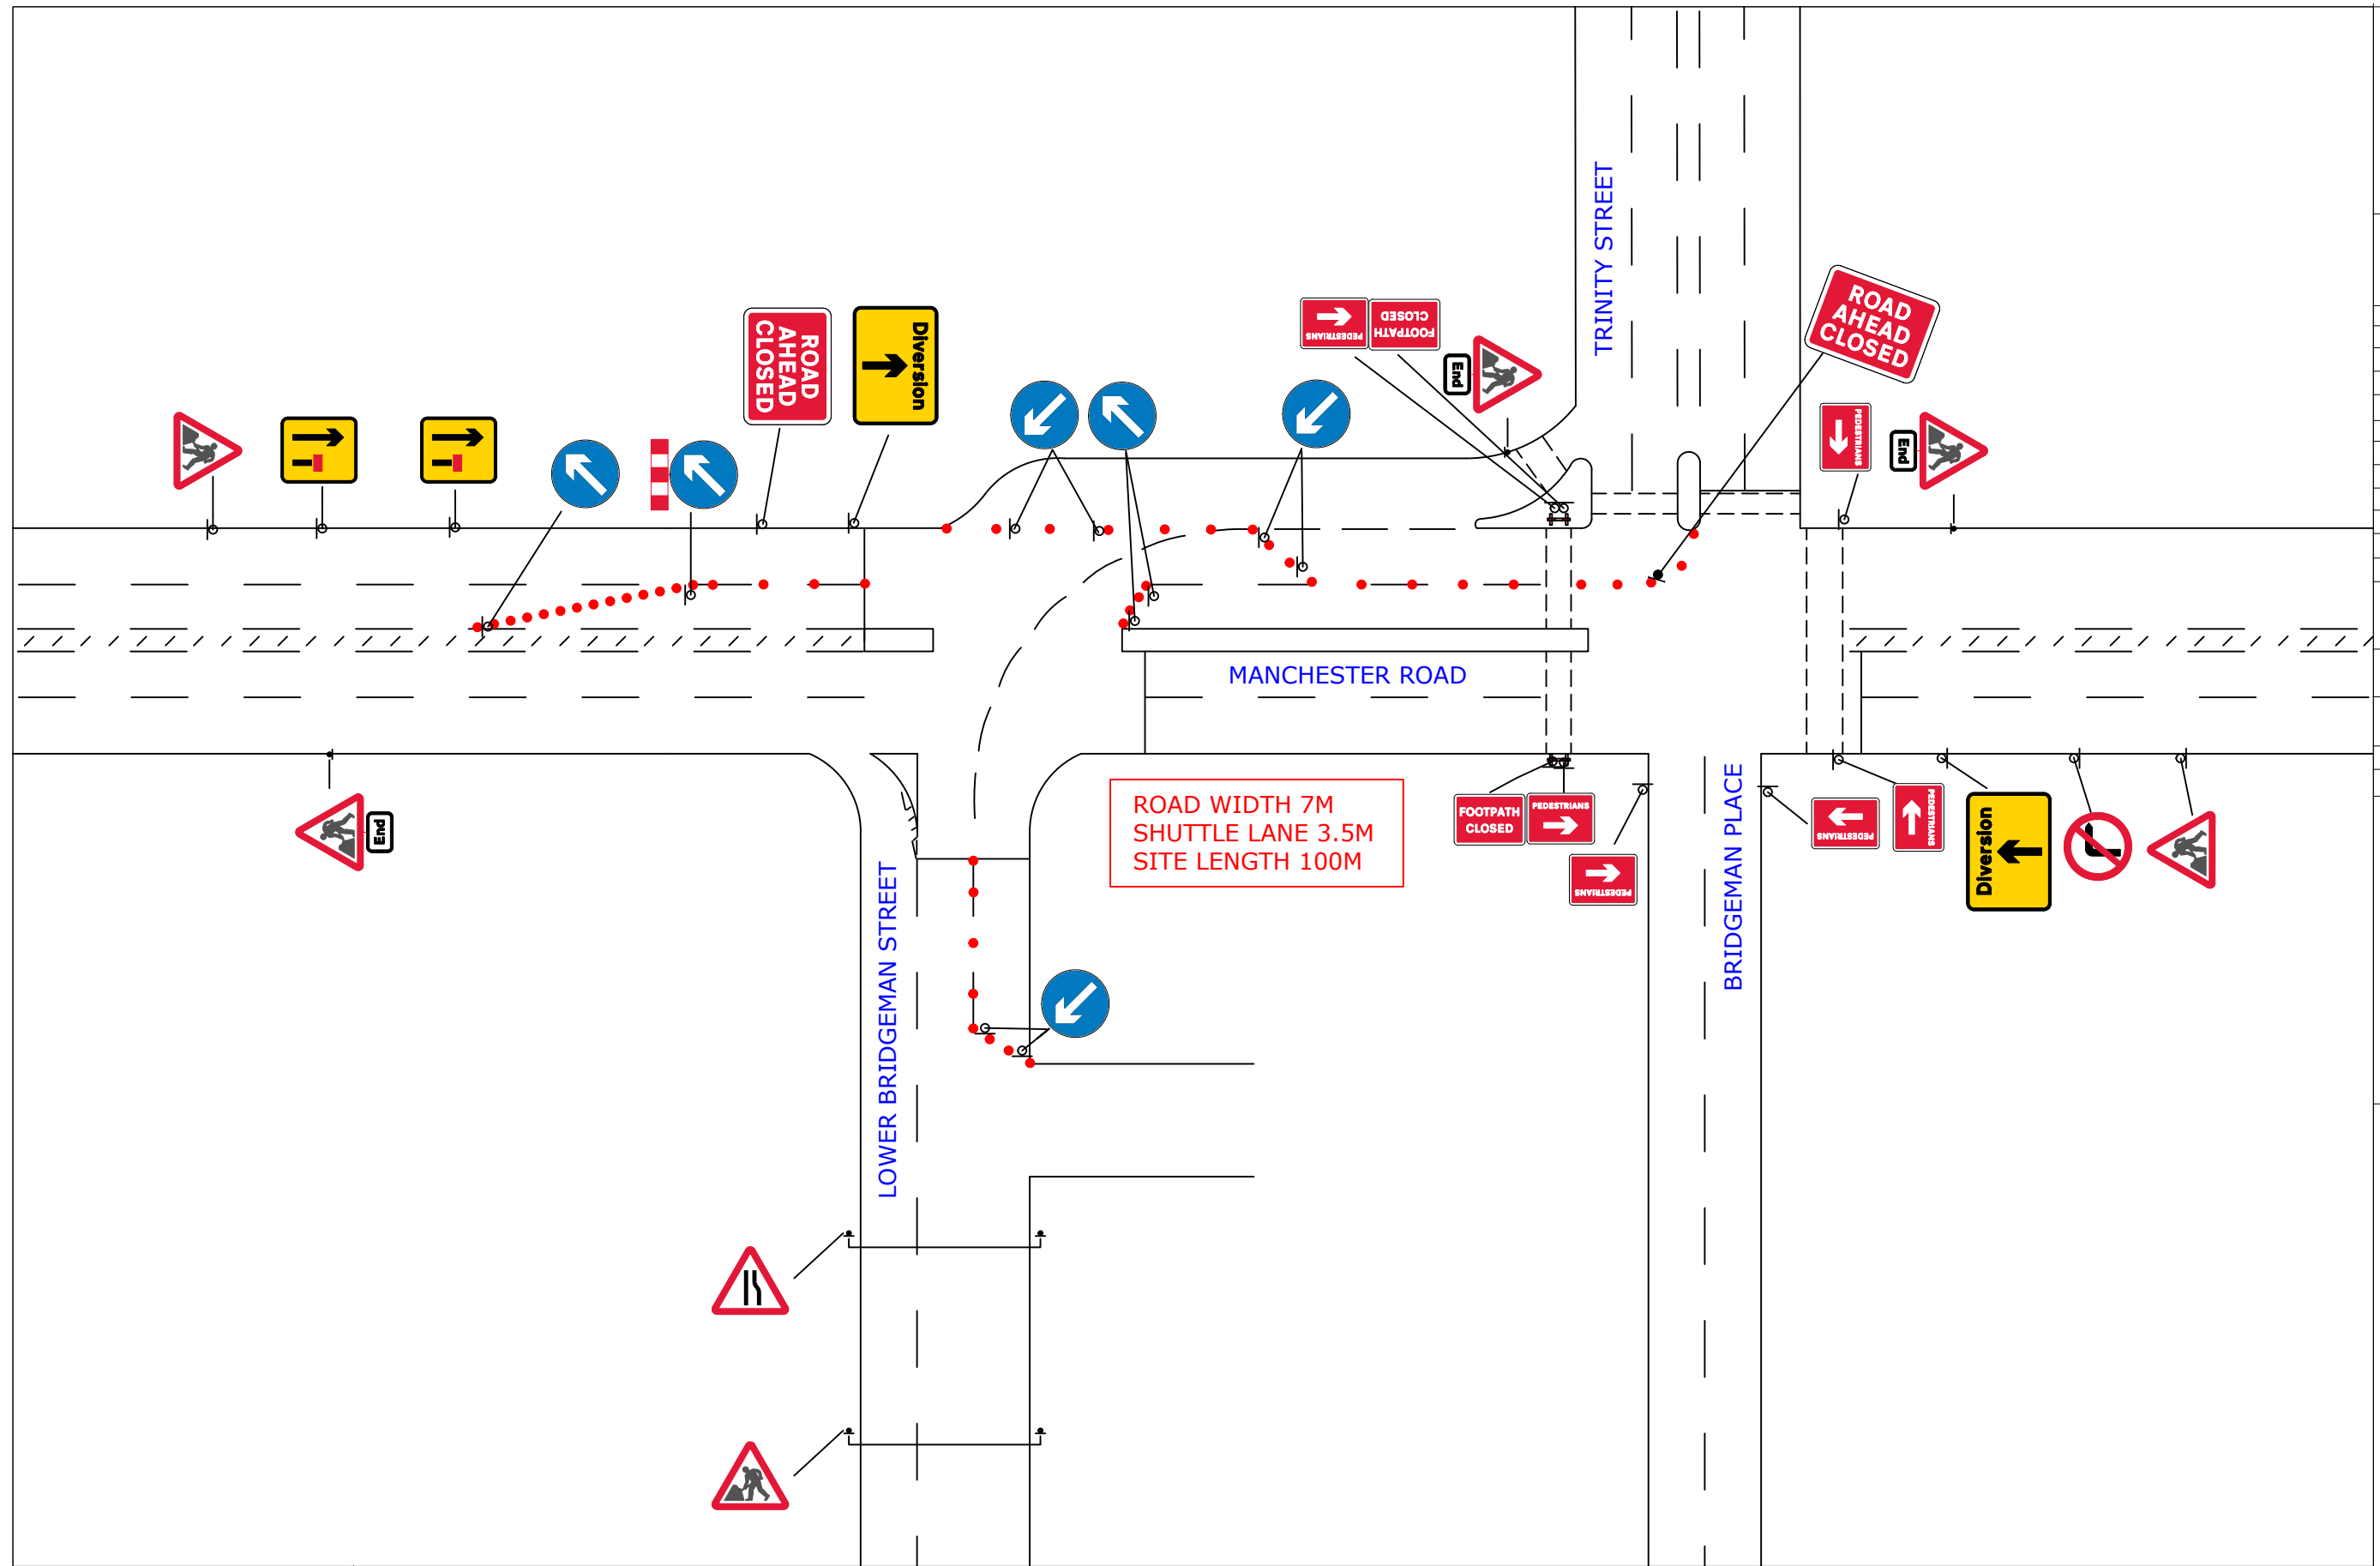 TRINITY STREET
ROAD
AHEAD
CLOSED
ROAD
AHEAD
CLOSED
Diversion
PEDESTRIANS
FOOTPATH
CLOSED
End
PEDESTRIANS
End
MANCHESTER ROAD
End
ROAD WIDTH 7M
SHUTTLE LANE 3.5M
SITE LENGTH 100M
FOOTPATH
CLOSED
PEDESTRIANS
PEDESTRIANS
BRIDGEMAN PLACE
PEDESTRIANS
PEDESTRIANS
Diversion
LOWER BRIDGEMAN STREET